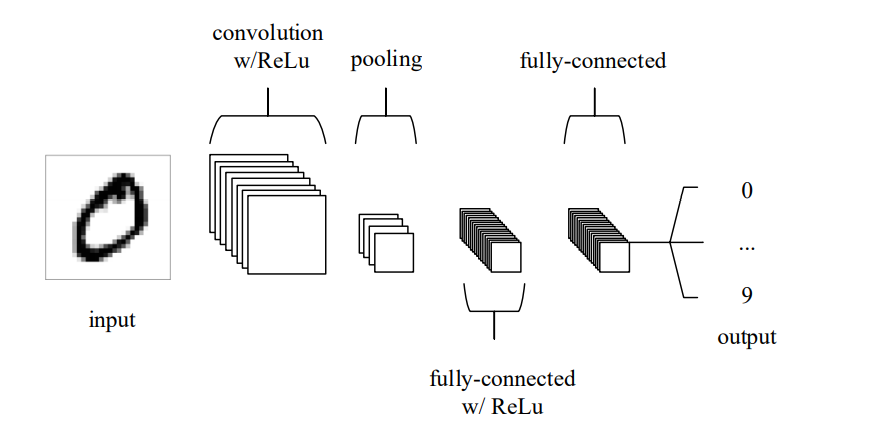 convolution
w/ReLu
pooling
fully-connected
input
0
...
9
output
fully-connected
w/ ReLu